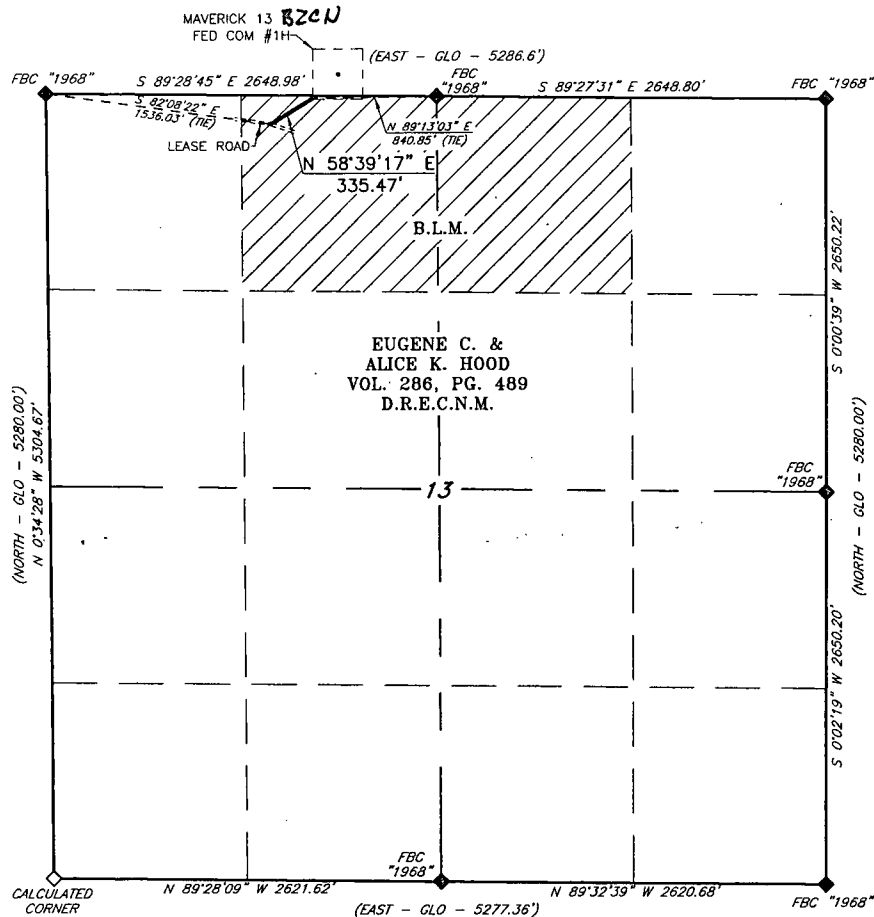 MAVERICK 13 BZCN
FED COM #1H
(EAST - GLO - 5286.6')
FBC "1968"
S 89°28'45" E 2648.98'
FBC
"1968"
S 89°27'31" E 2648.80'
FBC "1968"
S 82°08'22" E
1536.03' (TIE)
LEASE ROAD
N 89°13'03" E
840.85' (TIE)
N 58°39'17" E
335.47'
B.L.M.
EUGENE C. &
ALICE K. HOOD
VOL. 286, PG. 489
D.R.E.C.N.M.
S 0°00'39" W 2650.22'
(NORTH - GLO - 5280.00')
N 0°34'28" W 5304.67'
13
FBC
"1968"
(NORTH - GLO - 5280.00')
S 0°02'19" W 2650.20'
CALCULATED
CORNER
N 89°28'09" W 2621.62'
FBC
"1968"
N 89°32'39" W 2620.68'
FBC "1968"
(EAST - GLO - 5277.36')